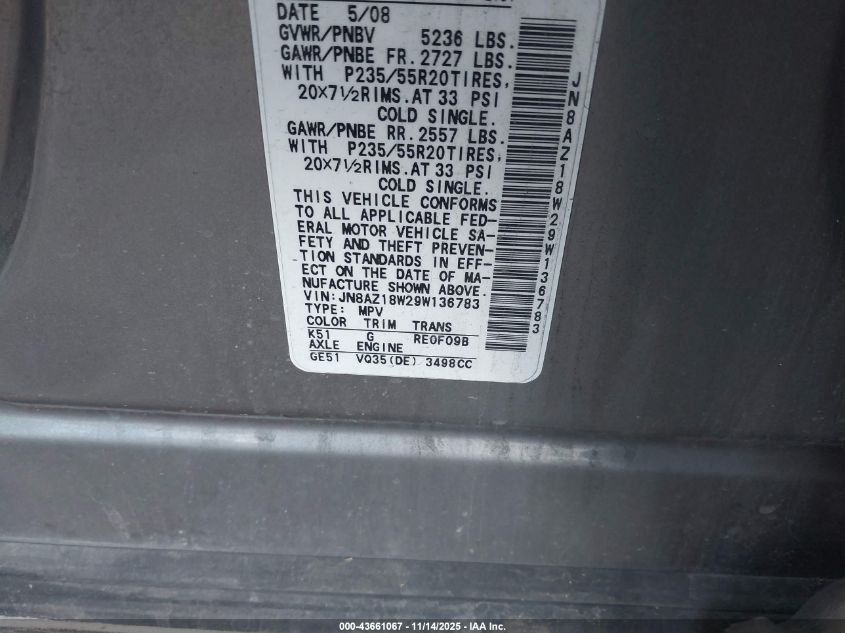 DATE 5/08
GVWR/PNBV 5236 LBS.
GAWR/PNBE FR. 2727 LBS.
WITH P235/55R20TIRES,
20×7½RIMS.AT 33 PSI
COLD SINGLE.
GAWR/PNBE RR. 2557 LBS.
WITH P235/55R20TIRES,
20×7½RIMS.AT 33 PSI
COLD SINGLE.
THIS VEHICLE CONFORMS
TO ALL APPLICABLE FED-
ERAL MOTOR VEHICLE SA-
FETY AND THEFT PREVEN-
TION STANDARDS IN EFF-
ECT ON THE DATE OF MA-
NUFACTURE SHOWN ABOVE.
VIN:JN8AZ18W29W136783
TYPE: MPV
COLOR TRIM TRANS
K51 G RE0F09B
AXLE ENGINE
GE51 VQ35(DE) 3498CC
JN8AZ18W29W136783
000-43661067 - 11/14/2025 - IAA Inc.